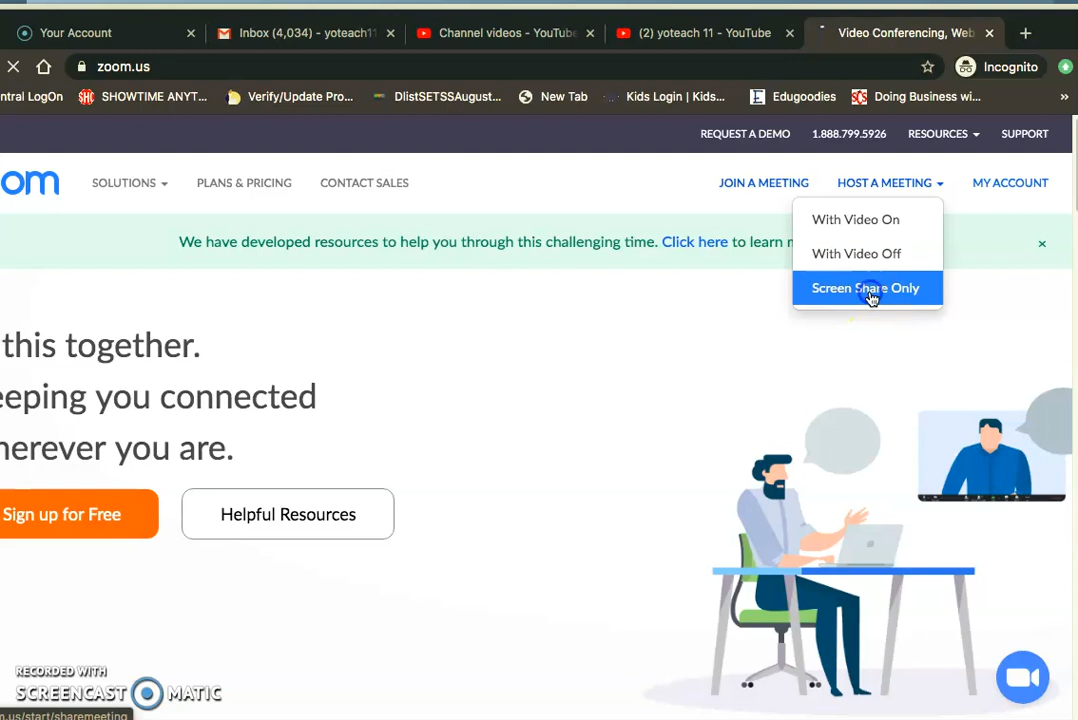 Your Account
Inbox (4,034) - yoteach1
Channel videos - YouTube
(2) yoteach 11 - YouTube
Video Conferencing, Web
zoom.us
Incognito
ntral LogOn
SHOWTIME ANYT...
Verify/Update Pro...
DlistSETSSAugust...
New Tab
Kids Login | Kids...
Edugoodies
Doing Business wi...
»
REQUEST A DEMO
1.888.799.5926
RESOURCES
SUPPORT
om
SOLUTIONS
PLANS & PRICING
CONTACT SALES
JOIN A MEETING
HOST A MEETING
MY ACCOUNT
With Video On
With Video Off
Screen Share Only
We have developed resources to help you through this challenging time. Click here to learn
this together.
eeping you connected
herever you are.
Sign up for Free
Helpful Resources
RECORDED WITH
SCREENCAST MATIC
m.us/start/sharemeeting